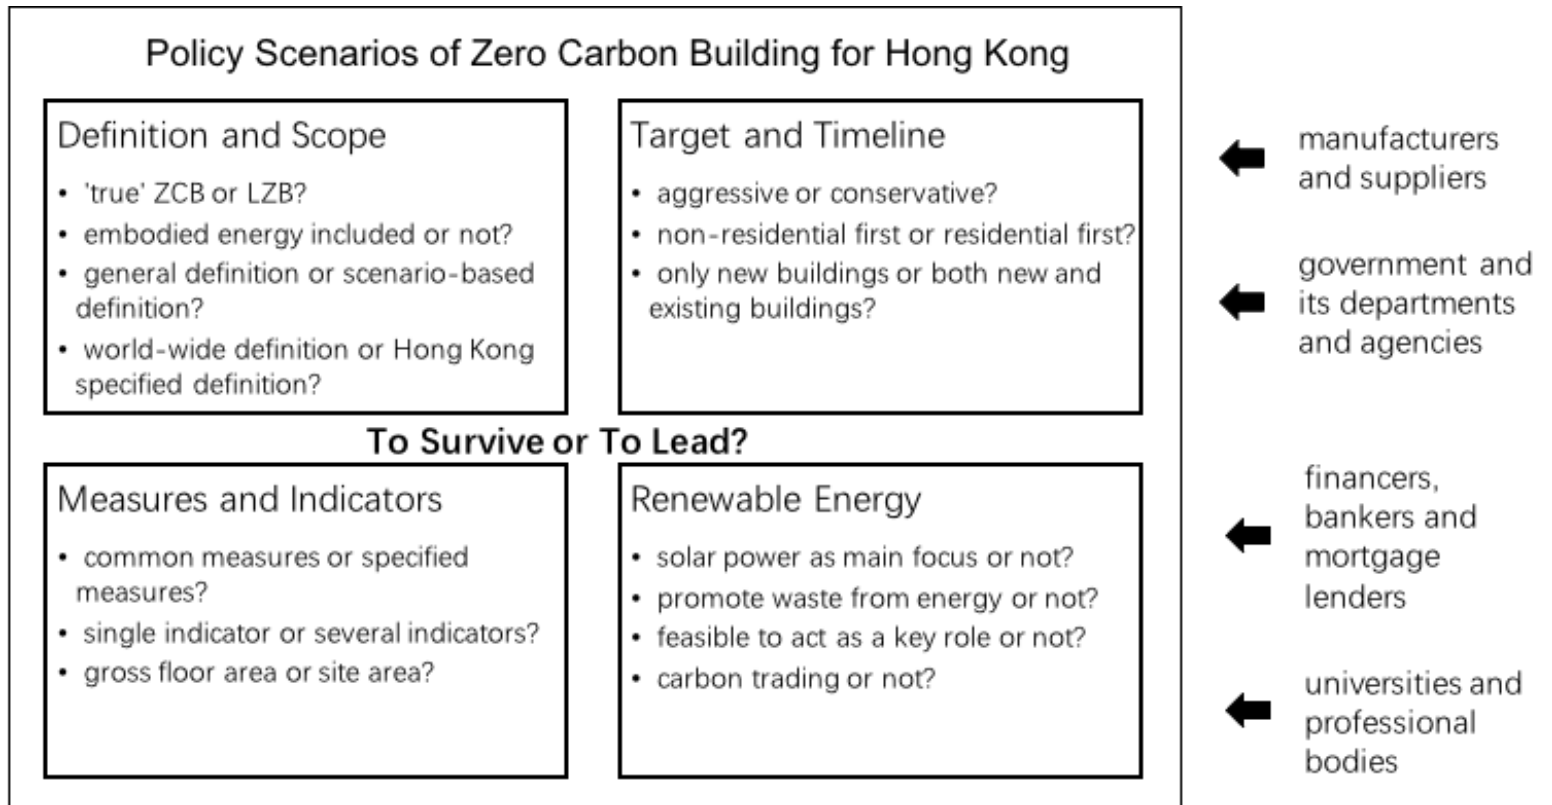 Policy Scenarios of Zero Carbon Building for Hong Kong
Definition and Scope
• 'true' ZCB or LZB?
• embodied energy included or not?
• general definition or scenario-based
definition?
• world-wide definition or Hong Kong
specified definition?
Target and Timeline
• aggressive or conservative?
• non-residential first or residential first?
• only new buildings or both new and
existing buildings?
To Survive or To Lead?
Measures and Indicators
• common measures or specified
measures?
• single indicator or several indicators?
• gross floor area or site area?
Renewable Energy
• solar power as main focus or not?
• promote waste from energy or not?
• feasible to act as a key role or not?
• carbon trading or not?
manufacturers
and suppliers
government and
its departments
and agencies
financers,
bankers and
mortgage
lenders
universities and
professional
bodies